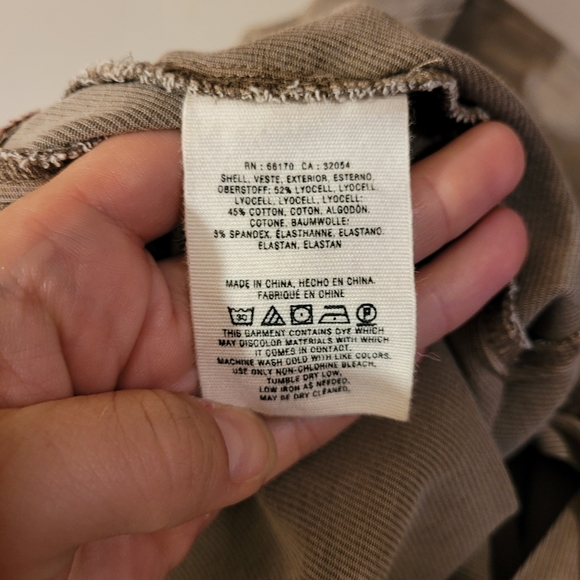 RN : 66170 CA : 32054
SHELL, VESTE, EXTERIOR, ESTERNO,
OBERSTOFF: 52% LYOCELL, LYOCELL,
LYOCELL, LYOCELL, LYOCELL;
45% COTTON, COTON, ALGODÓN,
COTONE, BAUMWOLLE;
3% SPANDEX, ÉLASTHANNE, ELASTANO,
ELASTAN, ELASTAN
MADE IN CHINA, HECHO EN CHINA,
FABRIQUÉ EN CHINE
30 P
THIS GARMENT CONTAINS DYE WHICH
MAY DISCOLOR MATERIALS WITH WHICH
IT COMES IN CONTACT.
MACHINE WASH COLD WITH LIKE COLORS.
USE ONLY NON-CHLORINE BLEACH.
TUMBLE DRY LOW.
LOW IRON AS NEEDED.
MAY BE DRY CLEANED.